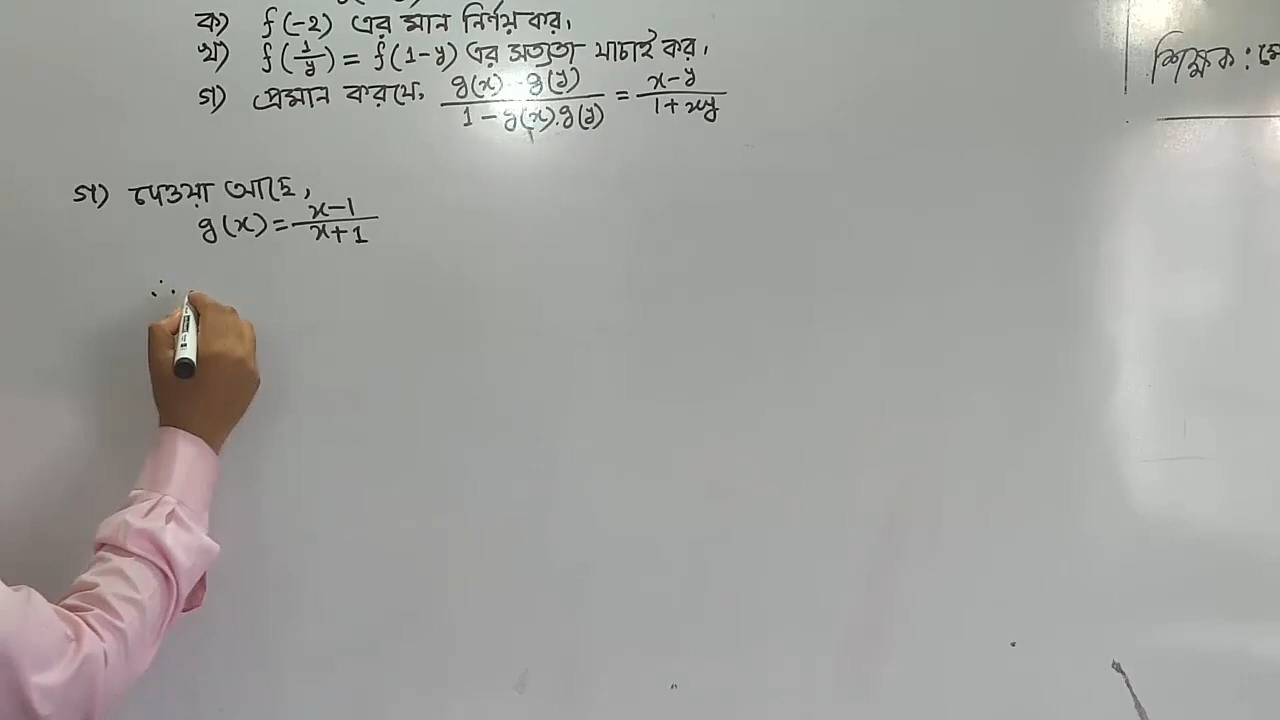 ক) f(-2) এর মান নির্ণয় কর।
খ) f(1/y) = f(1-y) এর সত্যতা যাচাই কর।
গ) প্রমান কর যে, (g(x) - g(y))/(1 - g(x).g(y)) = (x-y)/(1+xy)
শিক্ষক:
গ) দেওয়া আছে,
g(x) = (x-1)/(x+1)
∴